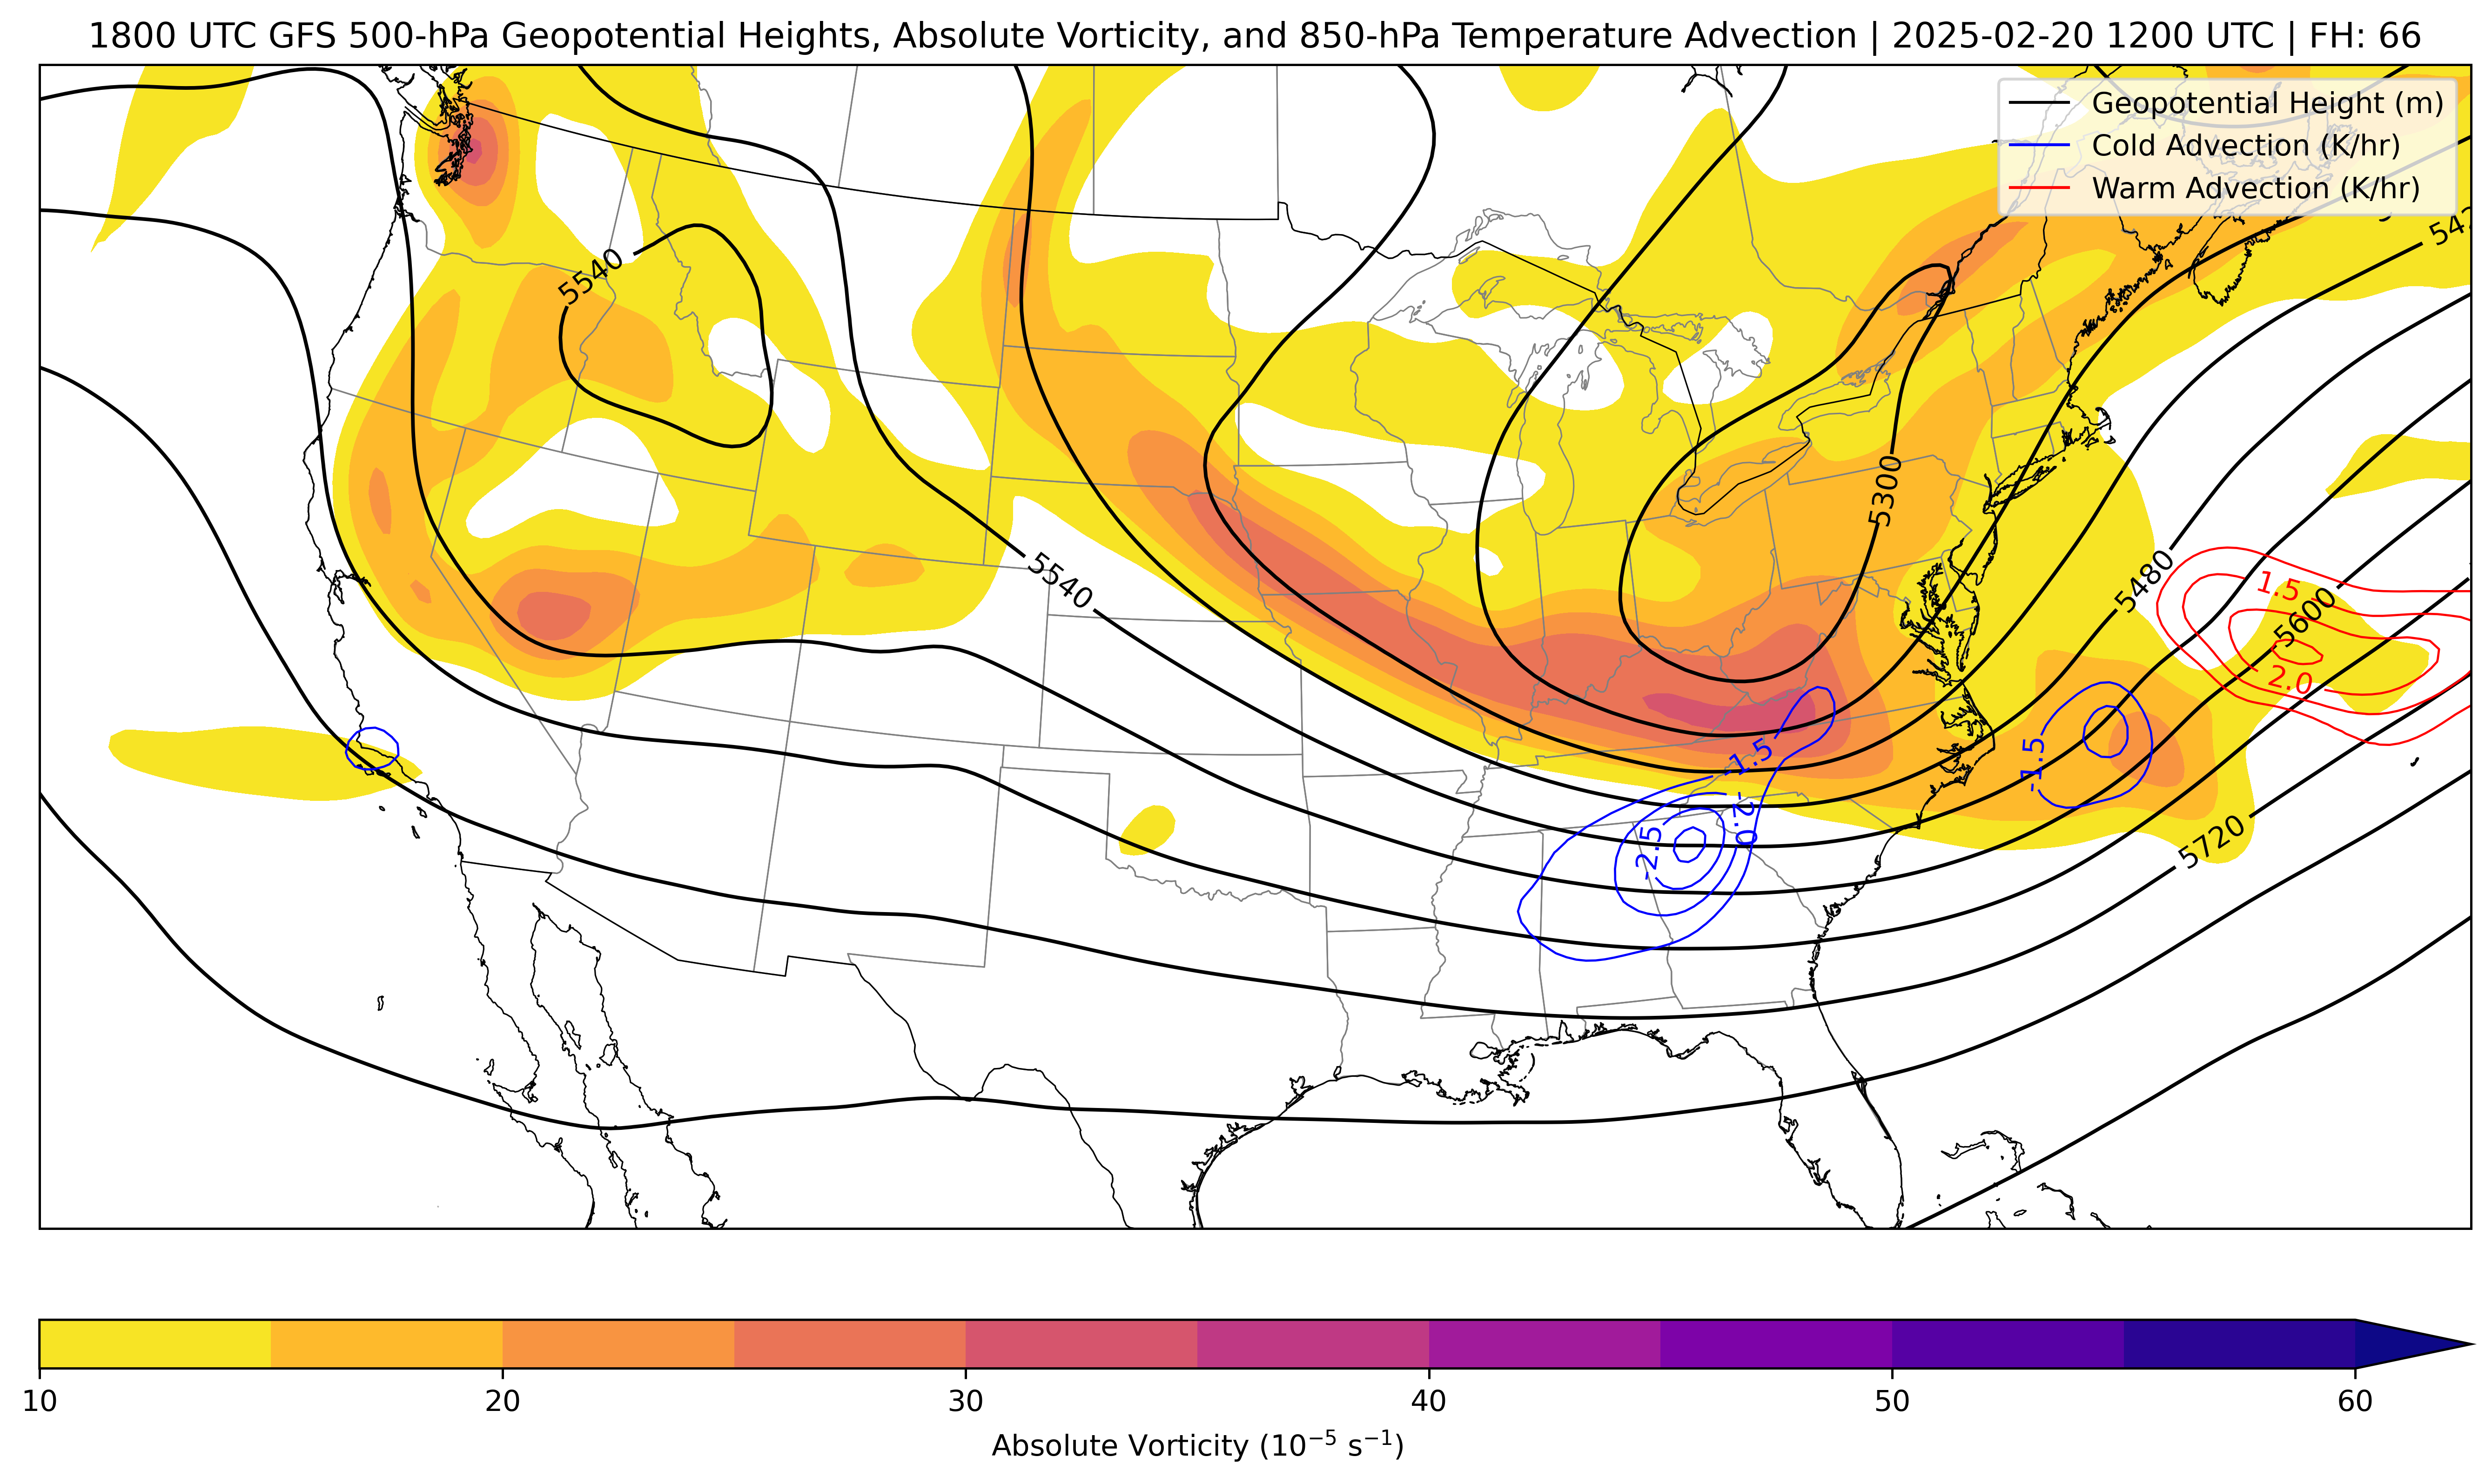 1800 UTC GFS 500-hPa Geopotential Heights, Absolute Vorticity, and 850-hPa Temperature Advection | 2025-02-20 1200 UTC | FH: 66
Geopotential Height (m)
Cold Advection (K/hr)
Warm Advection (K/hr)
5540
5300
5540
5480
1.5
5600
2.0
-1.5
-1.5
-2.0
-2.5
5720
10 20 30 40 50 60
Absolute Vorticity (10⁻⁵ s⁻¹)